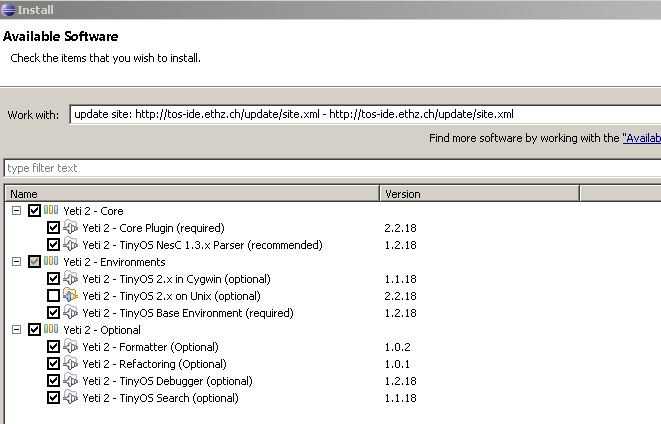 Install
Available Software
Check the items that you wish to install.
Work with: update site: http://tos-ide.ethz.ch/update/site.xml - http://tos-ide.ethz.ch/update/site.xml
Find more software by working with the "Availab
type filter text
Name Version
Yeti 2 - Core
Yeti 2 - Core Plugin (required) 2.2.18
Yeti 2 - TinyOS NesC 1.3.x Parser (recommended) 1.2.18
Yeti 2 - Environments
Yeti 2 - TinyOS 2.x in Cygwin (optional) 1.1.18
Yeti 2 - TinyOS 2.x on Unix (optional) 2.2.18
Yeti 2 - TinyOS Base Environment (required) 1.2.18
Yeti 2 - Optional
Yeti 2 - Formatter (Optional) 1.0.2
Yeti 2 - Refactoring (Optional) 1.0.1
Yeti 2 - TinyOS Debugger (optional) 1.2.18
Yeti 2 - TinyOS Search (optional) 1.1.18